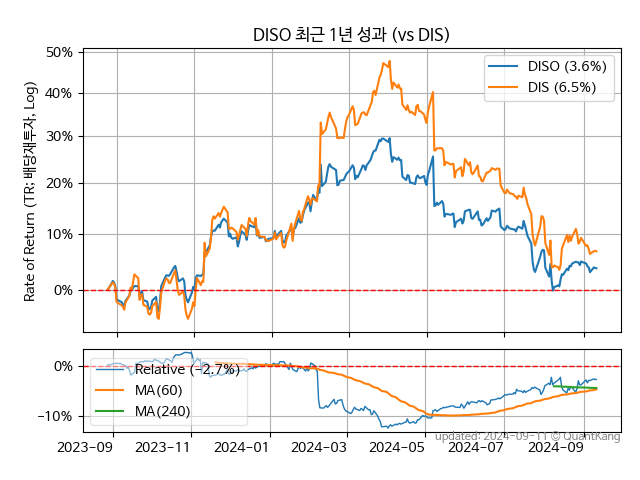 DISO 최근 1년 성과 (vs DIS)
50%
40%
30%
20%
10%
0%
Rate of Return (TR: 배당재투자, Log)
DISO (3.6%)
DIS (6.5%)
0%
−10%
Relative (−2.7%)
MA(60)
MA(240)
2023-09 2023-11 2024-01 2024-03 2024-05 2024-07 2024-09
updated: 2024-09-11 © QuantKang